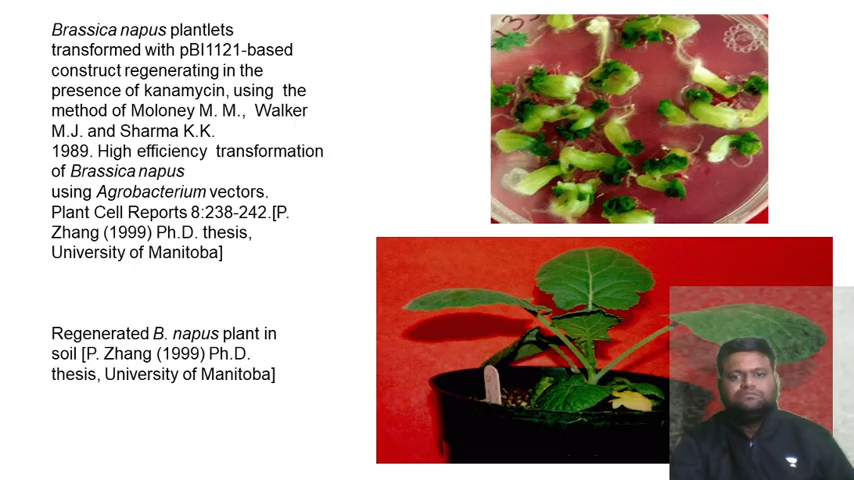 Brassica napus plantlets
transformed with pBI1121-based
construct regenerating in the
presence of kanamycin, using the
method of Moloney M. M., Walker
M.J. and Sharma K.K.
1989. High efficiency transformation
of Brassica napus
using Agrobacterium vectors.
Plant Cell Reports 8:238-242.[P.
Zhang (1999) Ph.D. thesis,
University of Manitoba]
Regenerated B. napus plant in
soil [P. Zhang (1999) Ph.D.
thesis, University of Manitoba]